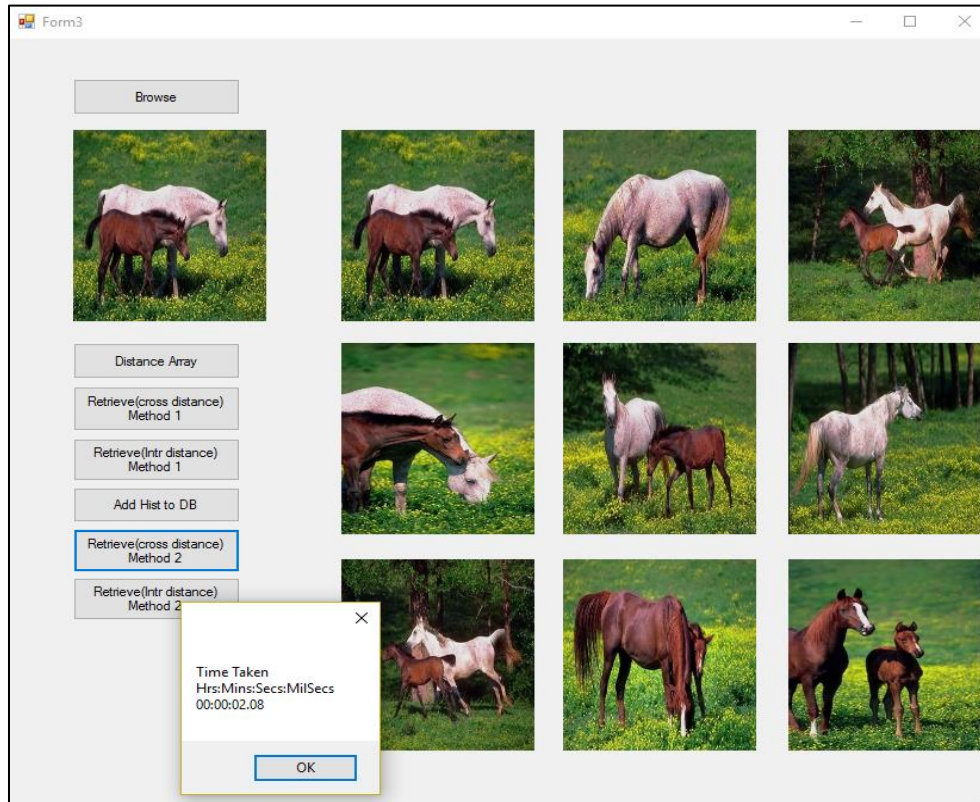 Form3
Browse
Distance Array
Retrieve(cross distance)
Method 1
Retrieve(Intr distance)
Method 1
Add Hist to DB
Retrieve(cross distance)
Method 2
Retrieve(Intr distance)
Method 2
Time Taken
Hrs:Mins:Secs:MilSecs
00:00:02.08
OK